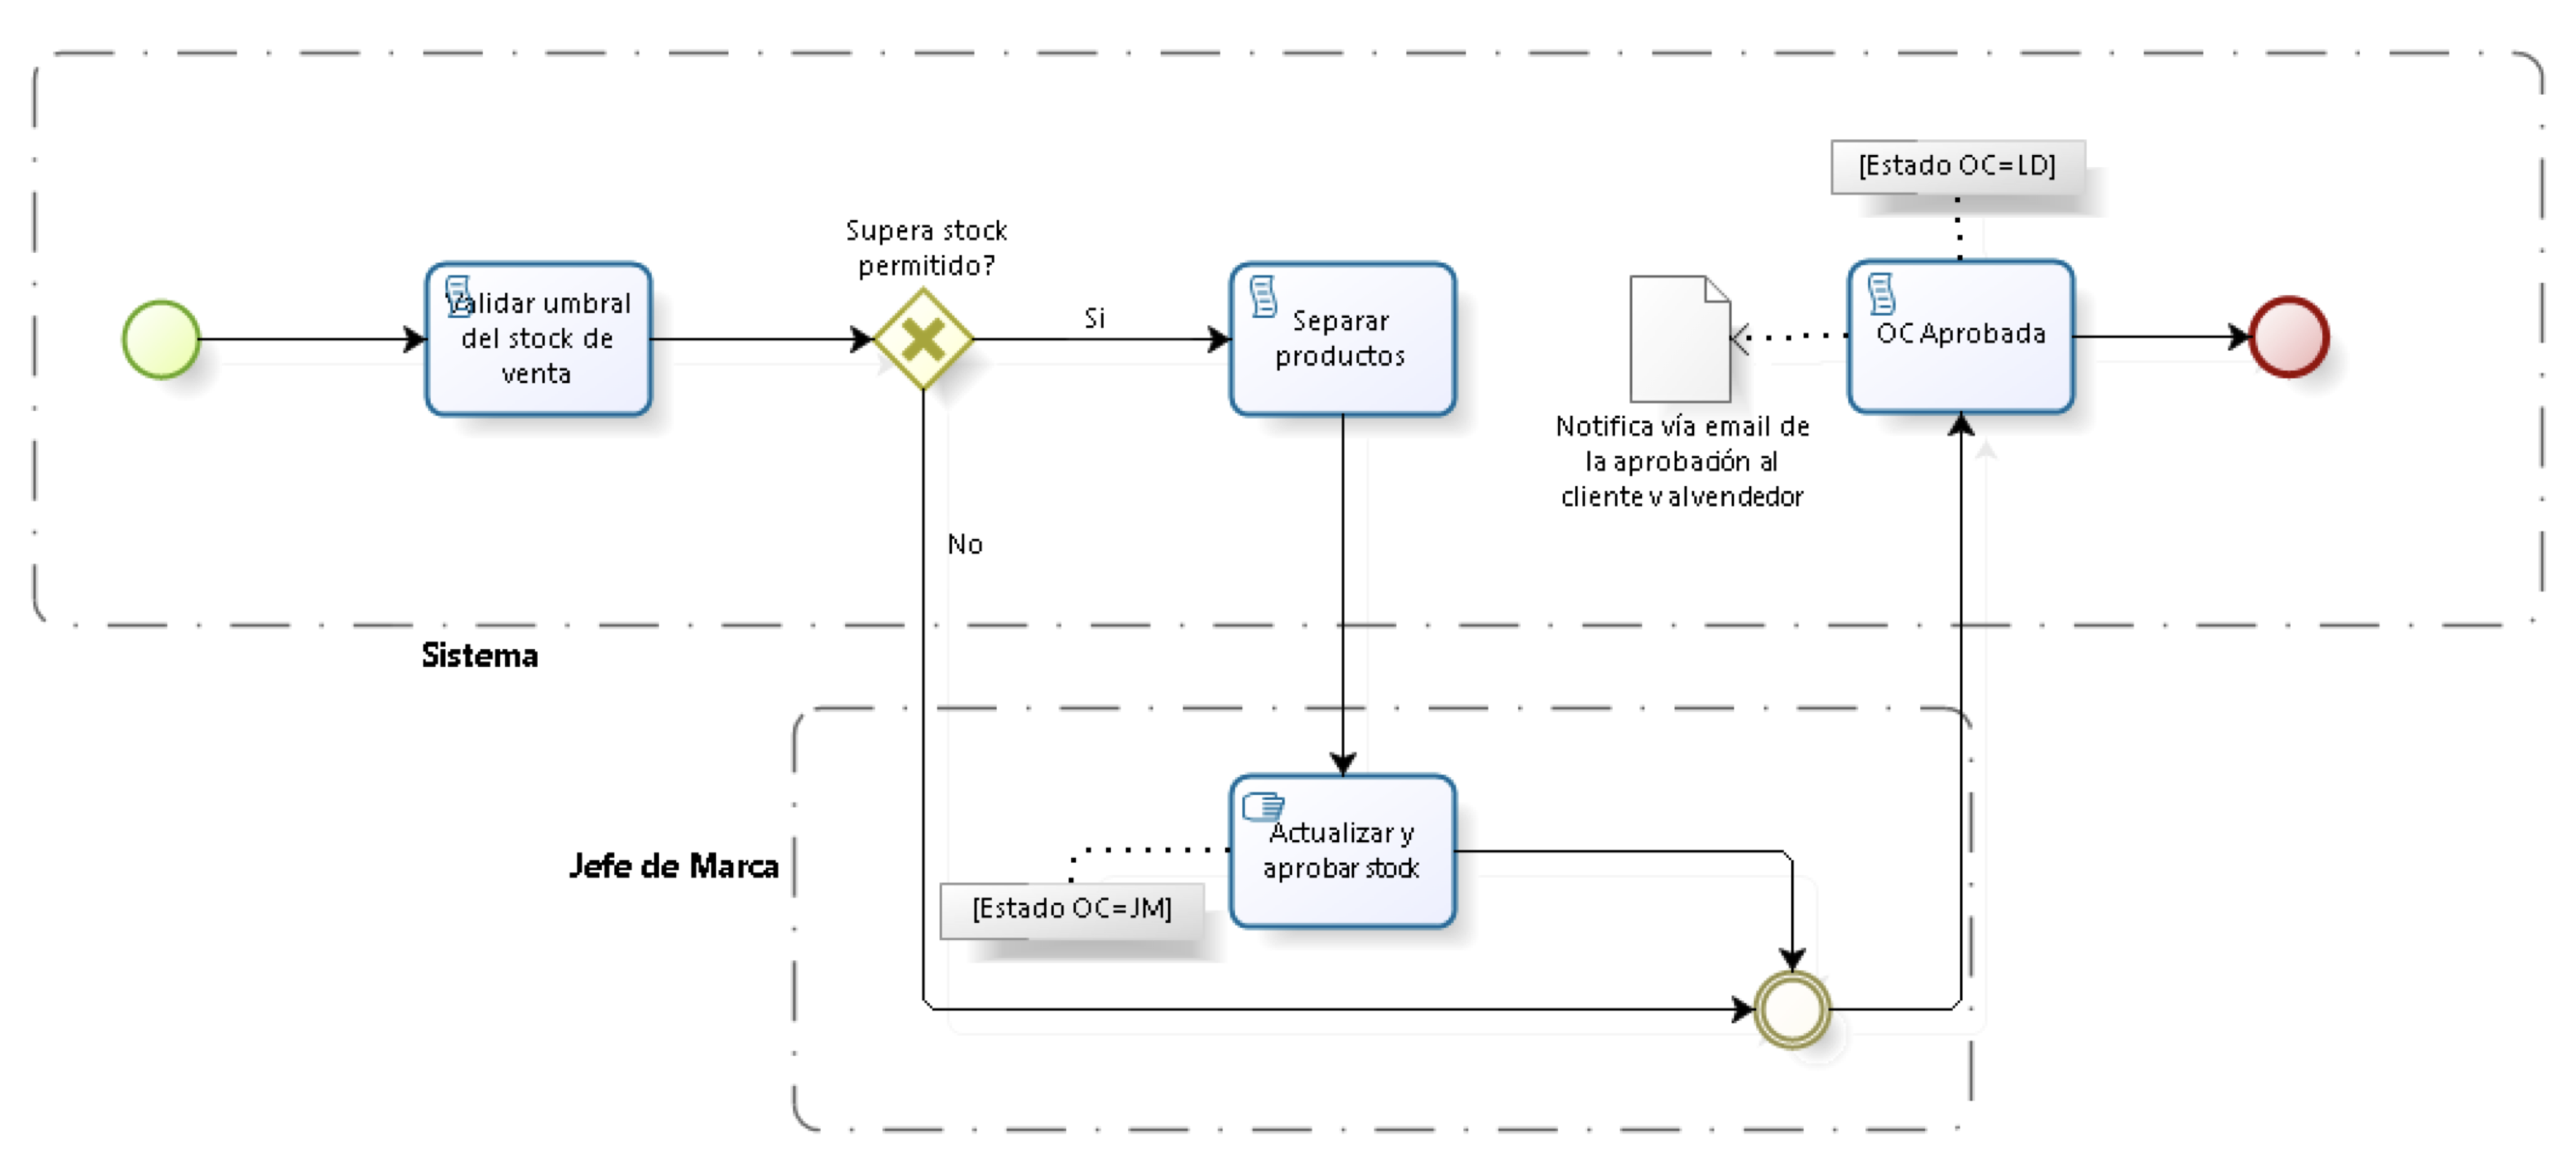 [Estado OC=LD]
Supera stock
permitido?
Validar umbral
del stock de
venta
Si
Separar
productos
OC Aprobada
Notifica vía email de
la aprobación al
cliente y al vendedor
No
Sistema
Jefe de Marca
Actualizar y
aprobar stock
[Estado OC=JM]